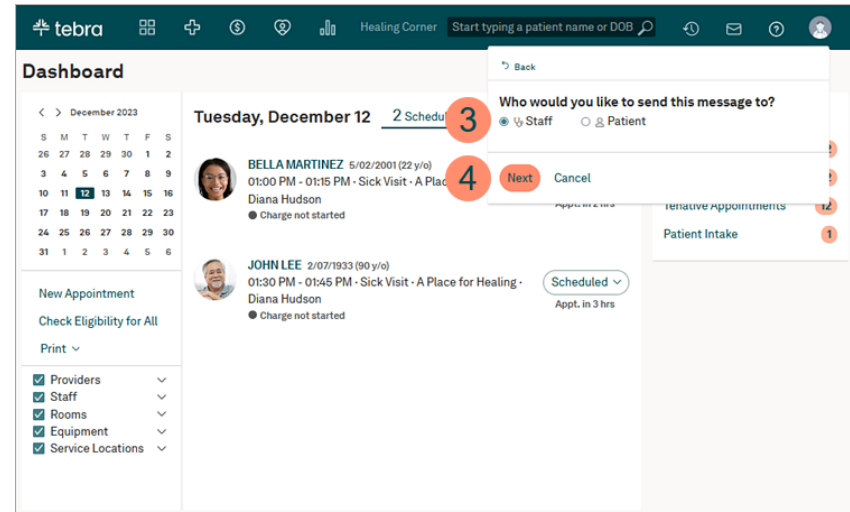 tebra
Healing Corner
Start typing a patient name or DOB
Dashboard
Back
Who would you like to send this message to?
3
Staff
Patient
4
Next
Cancel
December 2023
S M T W T F S
26 27 28 29 30 1 2
3 4 5 6 7 8 9
10 11 12 13 14 15 16
17 18 19 20 21 22 23
24 25 26 27 28 29 30
31 1 2 3 4 5 6
New Appointment
Check Eligibility for All
Print
Providers
Staff
Rooms
Equipment
Service Locations
Tuesday, December 12
2 Schedu
BELLA MARTINEZ 5/02/2001 (22 y/o)
01:00 PM - 01:15 PM · Sick Visit · A Plac
Diana Hudson
Charge not started
JOHN LEE 2/07/1933 (90 y/o)
01:30 PM - 01:45 PM · Sick Visit · A Place for Healing ·
Diana Hudson
Charge not started
Scheduled
Appt. in 3 hrs
Appt. in 2 hrs
Tenative Appointments 12
Patient Intake 1